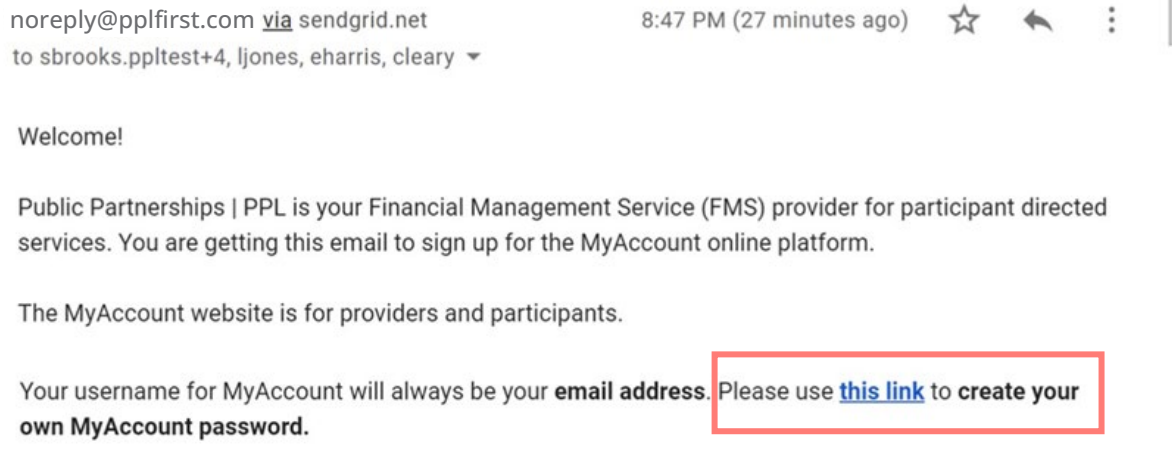 noreply@pplfirst.com via sendgrid.net 8:47 PM (27 minutes ago)
to sbrooks.ppltest+4, ljones, eharris, cleary
Welcome!
Public Partnerships | PPL is your Financial Management Service (FMS) provider for participant directed
services. You are getting this email to sign up for the MyAccount online platform.
The MyAccount website is for providers and participants.
Your username for MyAccount will always be your email address. Please use this link to create your
own MyAccount password.